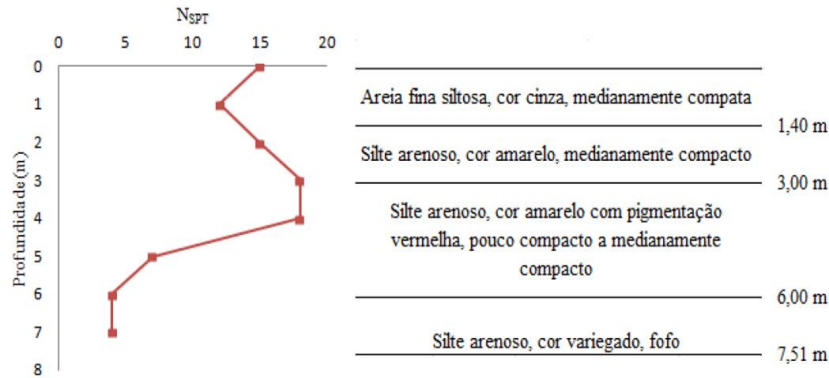 N_SPT
0 5 10 15 20
Profundidade(m)
0
1
2
3
4
5
6
7
8
Areia fina siltosa, cor cinza, medianamente compata
1,40 m
Silte arenoso, cor amarelo, medianamente compacto
3,00 m
Silte arenoso, cor amarelo com pigmentação
vermelha, pouco compacto a medianamente
compacto
6,00 m
Silte arenoso, cor variegado, fofo
7,51 m